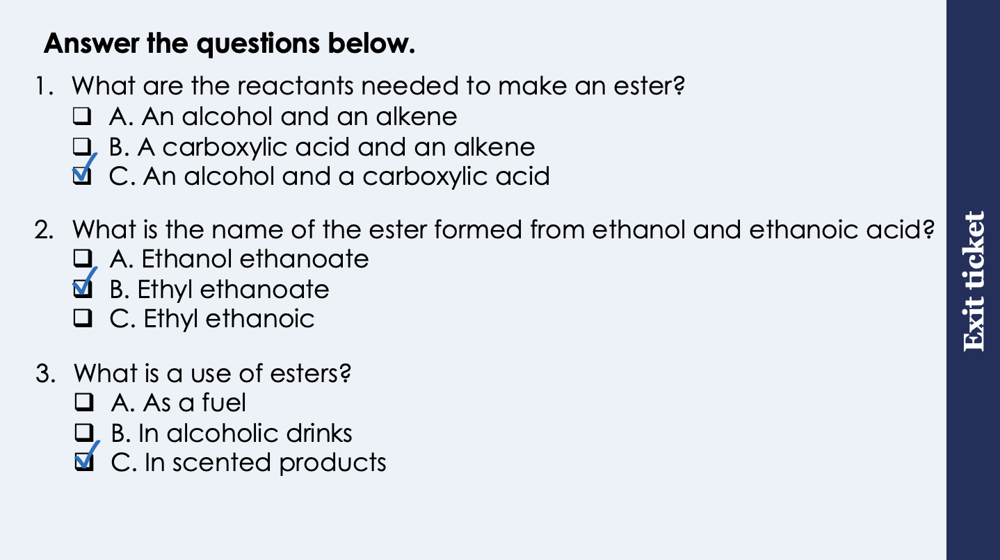 Answer the questions below.
1. What are the reactants needed to make an ester?
A. An alcohol and an alkene
B. A carboxylic acid and an alkene
C. An alcohol and a carboxylic acid
2. What is the name of the ester formed from ethanol and ethanoic acid?
A. Ethanol ethanoate
B. Ethyl ethanoate
C. Ethyl ethanoic
3. What is a use of esters?
A. As a fuel
B. In alcoholic drinks
C. In scented products
Exit ticket